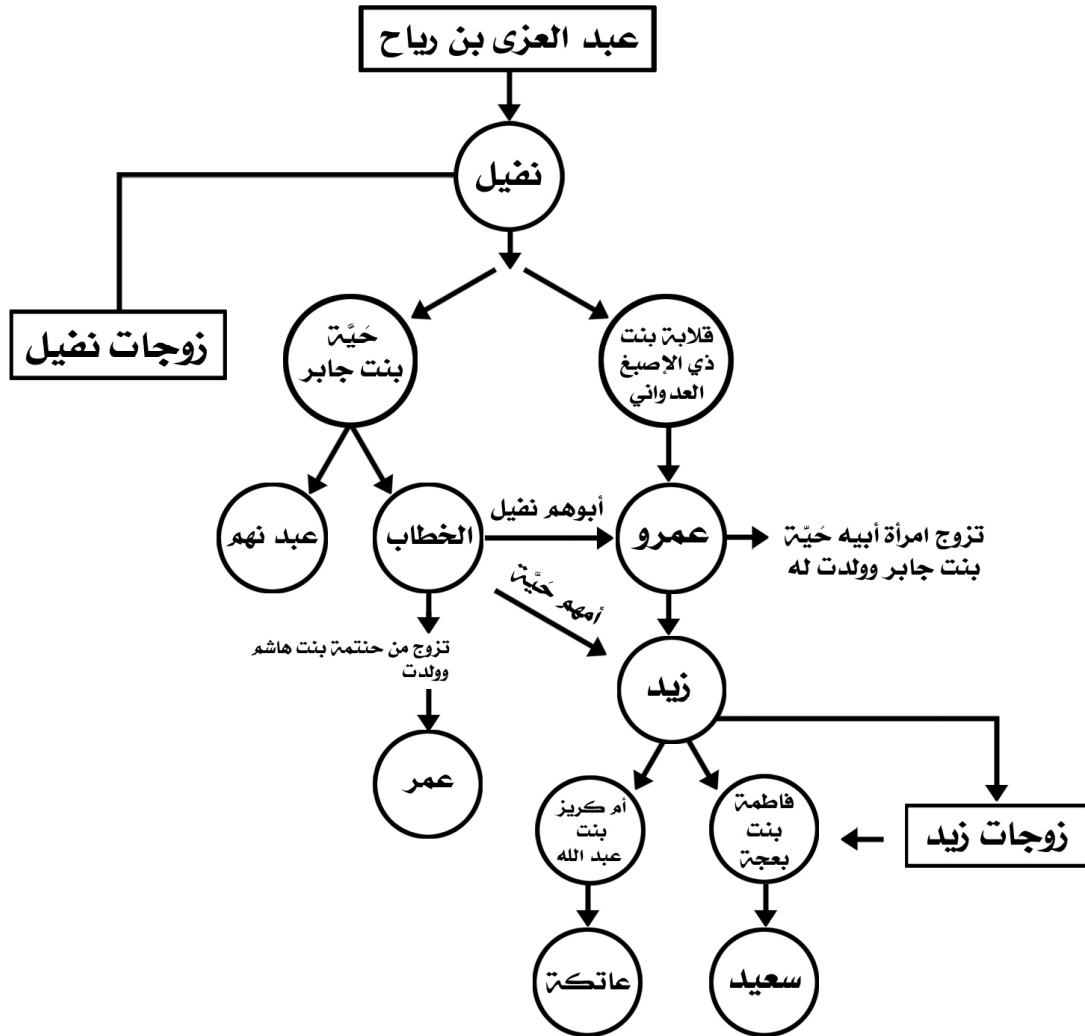 عبد العزى بن رياح
نفيل
زوجات نفيل
قلابة بنت
ذي الإصبغ
العدواني
حَيَّة
بنت جابر
عمرو
أبوهم نفيل
الخطاب
عبد نهم
تزوج امرأة أبيه حَيّة
بنت جابر وولدت له
أمهم حَيَّة
تزوج من حنتمة بنت هاشم
وولدت
زيد
عمر
زوجات زيد
فاطمة
بنت
بعجة
أم كريز
بنت
عبد الله
سعيد
عاتكة